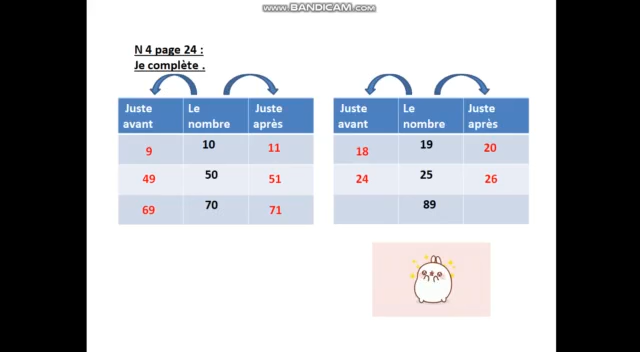 www.BANDICAM.com
N 4 page 24 :
Je complète .
Juste avant Le nombre Juste après
9 10 11
49 50 51
69 70 71
Juste avant Le nombre Juste après
18 19 20
24 25 26
89